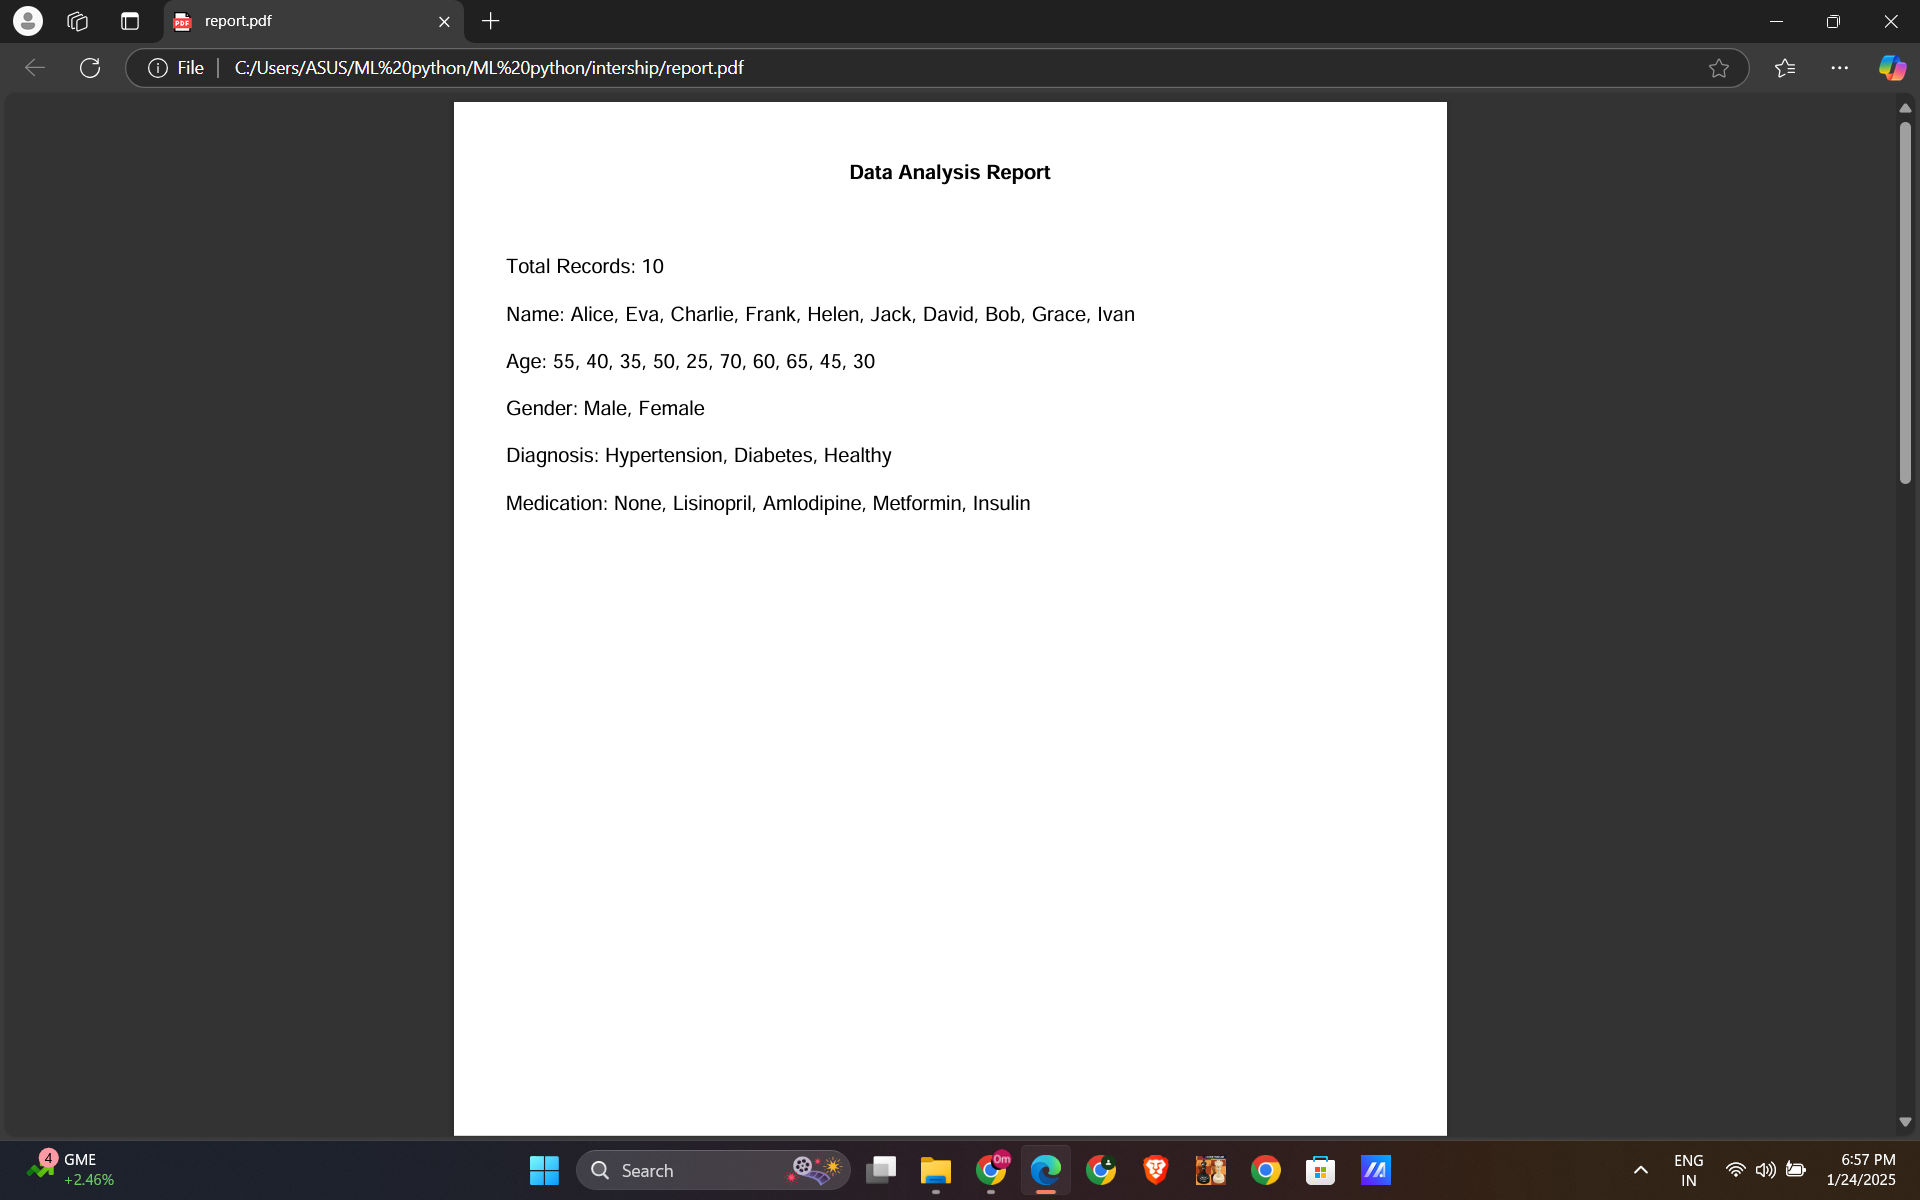 report.pdf
File
C:/Users/ASUS/ML%20python/ML%20python/intership/report.pdf
Data Analysis Report
Total Records: 10
Name: Alice, Eva, Charlie, Frank, Helen, Jack, David, Bob, Grace, Ivan
Age: 55, 40, 35, 50, 25, 70, 60, 65, 45, 30
Gender: Male, Female
Diagnosis: Hypertension, Diabetes, Healthy
Medication: None, Lisinopril, Amlodipine, Metformin, Insulin
4
GME
+2.46%
Search
Om
ENG
IN
6:57 PM
1/24/2025